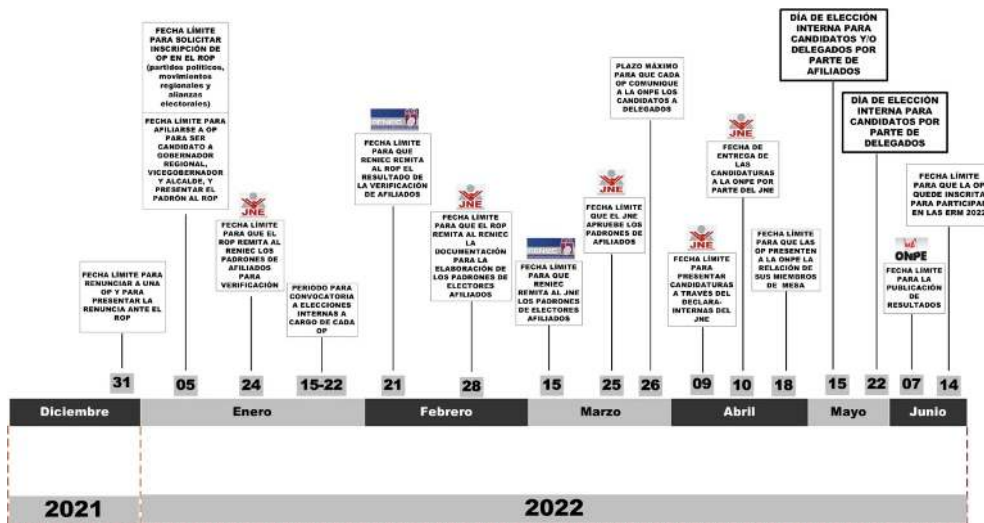 FECHA LÍMITE PARA
RENUNCIAR A UNA
OP Y PARA
PRESENTAR LA
RENUNCIA ANTE EL
ROP
31
FECHA LÍMITE
PARA SOLICITAR
INSCRIPCIÓN DE
OP EN EL ROP
(partidos políticos,
movimientos
regionales y
alianzas
electorales)
FECHA LÍMITE PARA
AFILIARSE A OP
PARA SER
CANDIDATO A
GOBERNADOR
REGIONAL,
VICEGOBERNADOR
Y ALCALDE, Y
PRESENTAR EL
PADRÓN AL ROP
05
JNE
FECHA LÍMITE
PARA QUE EL ROP
REMITA AL
RENIEC LOS
PADRONES DE
AFILIADOS
PARA
VERIFICACIÓN
24
PERIODO PARA
CONVOCATORIA
A ELECCIONES
INTERNAS A
CARGO DE CADA
OP
15-22
RENIEC
FECHA LÍMITE
PARA QUE
RENIEC REMITA
AL ROP EL
RESULTADO DE
LA VERIFICACIÓN
DE AFILIADOS
21
JNE
FECHA LÍMITE
PARA QUE EL ROP
REMITA AL RENIEC
LA
DOCUMENTACIÓN
PARA LA
ELABORACIÓN DE
LOS PADRONES DE
ELECTORES
AFILIADOS
28
RENIEC
FECHA LÍMITE
PARA QUE
RENIEC
REMITA AL JNE
LOS PADRONES
DE ELECTORES
AFILIADOS
15
JNE
FECHA LÍMITE
QUE EL JNE
APRUEBE LOS
PADRONES DE
AFILIADOS
25
PLAZO MÁXIMO
PARA QUE CADA
OP COMUNIQUE
A LA ONPE LOS
CANDIDATOS A
DELEGADOS
26
JNE
FECHA LÍMITE
PARA
PRESENTAR
CANDIDATURAS
A TRAVÉS DEL
DECLARA-
INTERNAS DEL
JNE
09
JNE
FECHA DE
ENTREGA DE
LAS
CANDIDATURAS
A LA ONPE POR
PARTE DEL JNE
10
FECHA LÍMITE
PARA QUE LAS
OP PRESENTEN
A LA ONPE LA
RELACIÓN DE
SUS MIEMBROS
DE MESA
18
DÍA DE ELECCIÓN
INTERNA PARA
CANDIDATOS Y/O
DELEGADOS POR
PARTE DE
AFILIADOS
15
DÍA DE ELECCIÓN
INTERNA PARA
CANDIDATOS POR
PARTE DE
DELEGADOS
22
ONPE
FECHA LÍMITE
PARA LA
PUBLICACIÓN DE
RESULTADOS
07
FECHA LÍMITE
PARA QUE LA OP
QUEDE INSCRITA
PARA PARTICIPAR
EN LAS ERM 2022
14
Diciembre
Enero
Febrero
Marzo
Abril
Mayo
Junio
2021
2022